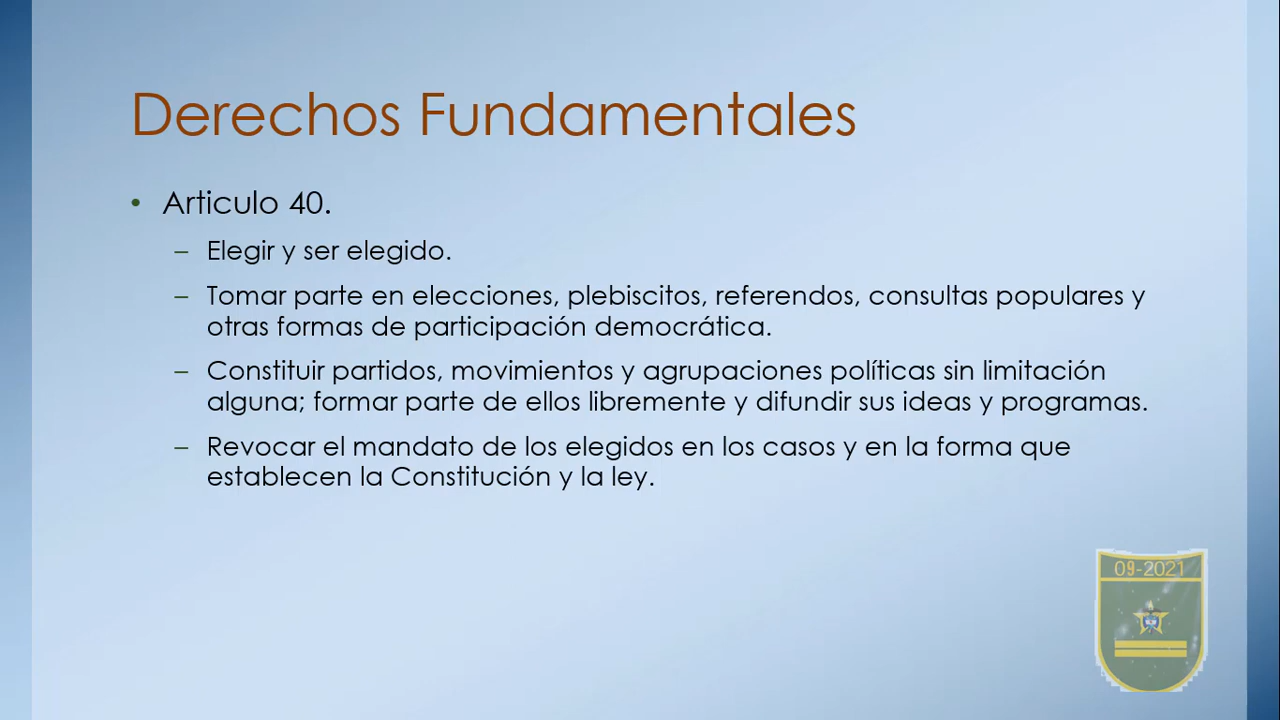 Derechos Fundamentales
• Articulo 40.
– Elegir y ser elegido.
– Tomar parte en elecciones, plebiscitos, referendos, consultas populares y
otras formas de participación democrática.
– Constituir partidos, movimientos y agrupaciones políticas sin limitación
alguna; formar parte de ellos libremente y difundir sus ideas y programas.
– Revocar el mandato de los elegidos en los casos y en la forma que
establecen la Constitución y la ley.
09-2021